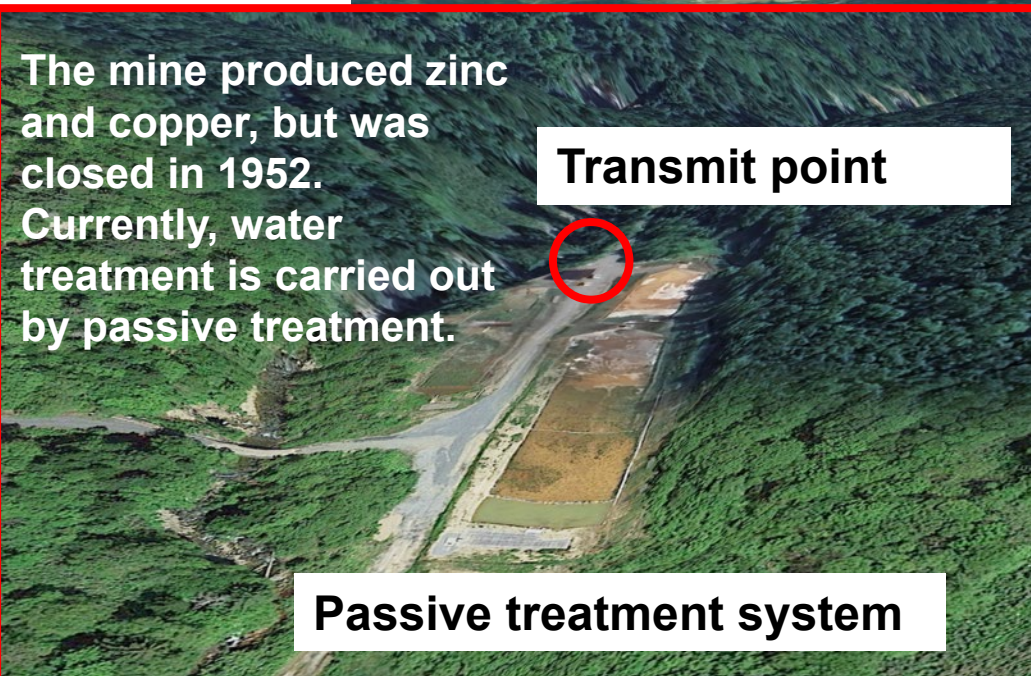 The mine produced zinc
and copper, but was
closed in 1952.
Currently, water
treatment is carried out
by passive treatment.
Transmit point
Passive treatment system